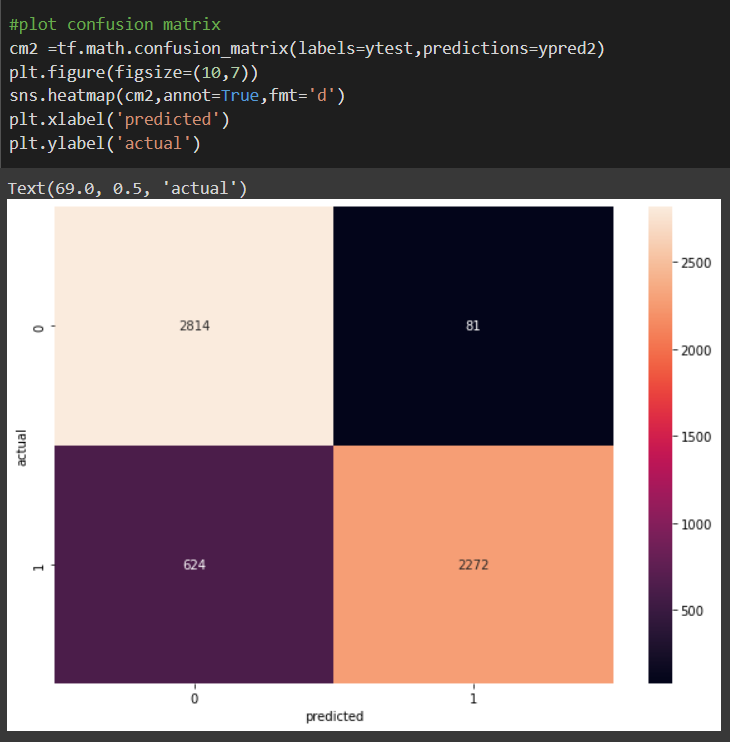 #plot confusion matrix
cm2 =tf.math.confusion_matrix(labels=ytest,predictions=ypred2)
plt.figure(figsize=(10,7))
sns.heatmap(cm2,annot=True,fmt='d')
plt.xlabel('predicted')
plt.ylabel('actual')
Text(69.0, 0.5, 'actual')
2814
81
624
2272
0
1
actual
0
1
predicted
2500
2000
1500
1000
500